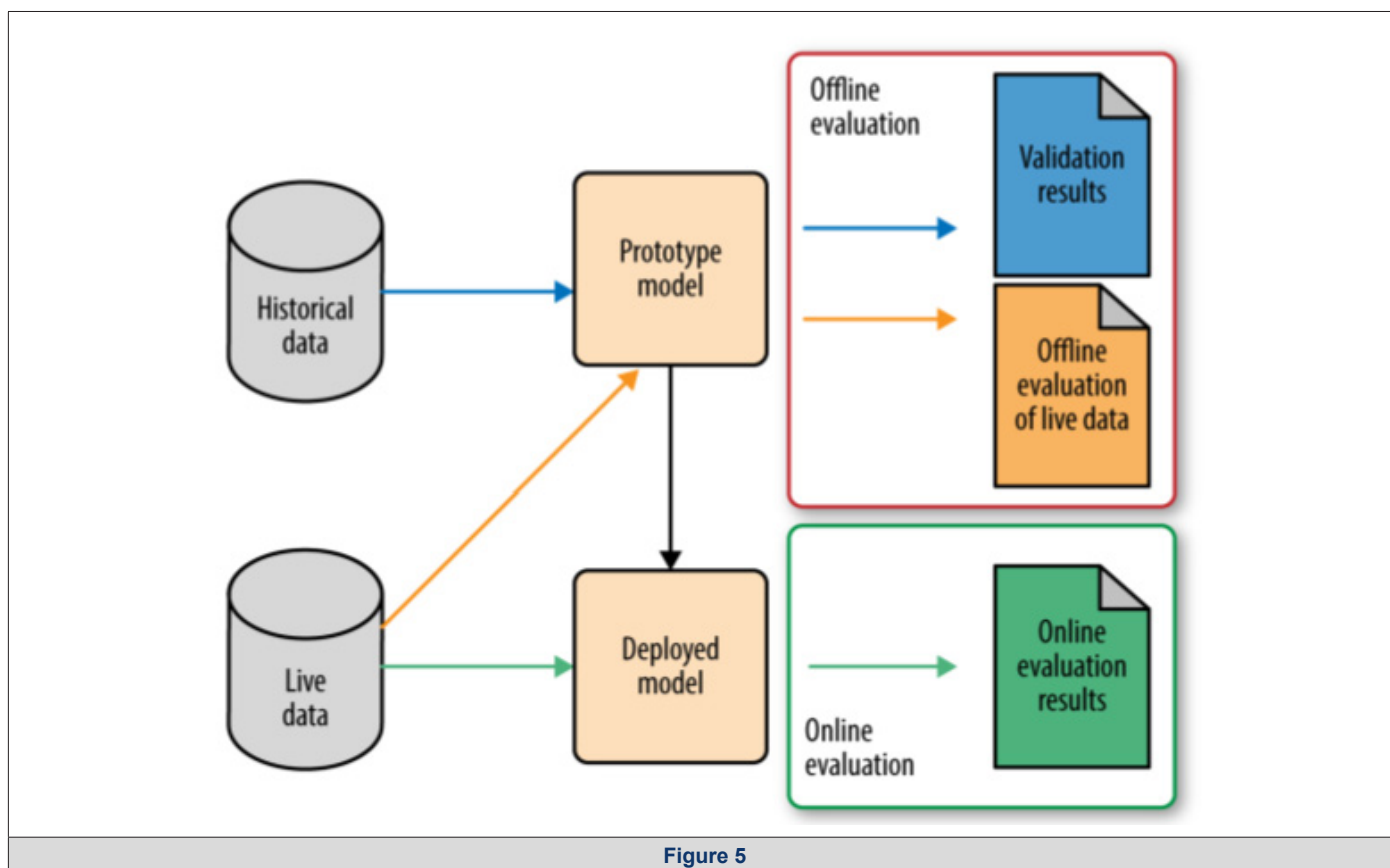 Offline
evaluation
Validation
results
Prototype
model
Historical
data
Offline
evaluation
of live data
Live
data
Deployed
model
Online
evaluation
results
Online
evaluation
Figure 5